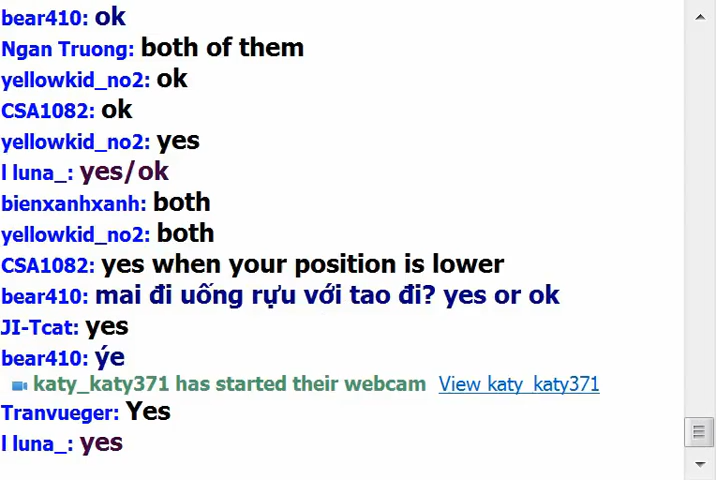 bear410: ok
Ngan Truong: both of them
yellowkid_no2: ok
CSA1082: ok
yellowkid_no2: yes
l luna_: yes/ok
bienxanhxanh: both
yellowkid_no2: both
CSA1082: yes when your position is lower
bear410: mai đi uống rựu với tao đi? yes or ok
JI-Tcat: yes
bear410: ýe
katy_katy371 has started their webcam View katy_katy371
Tranvueger: Yes
l luna_: yes